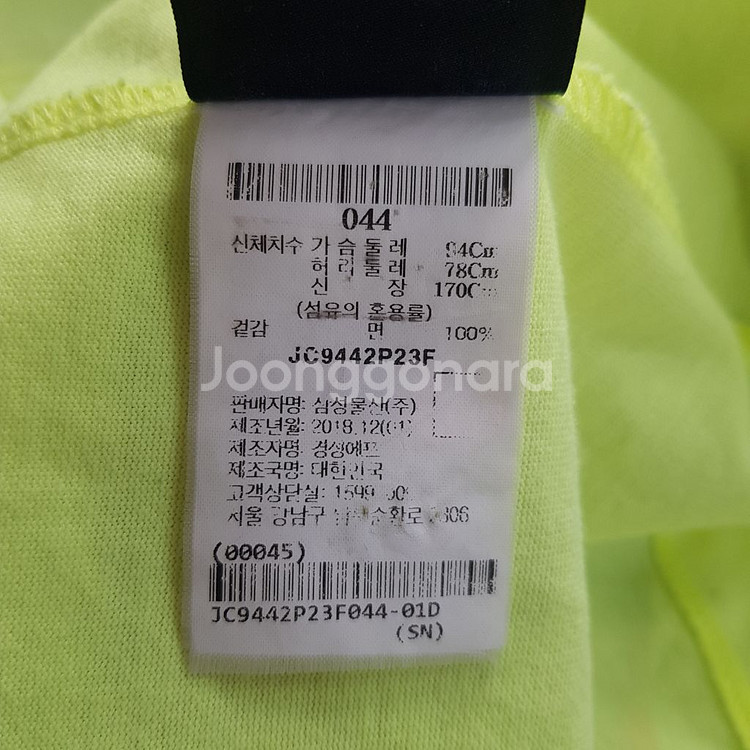 044
신체치수 가 슴 둘 레 94Cm
허 리 둘 레 78Cm
신 장 170Cm
(섬유의 혼용률)
겉감 면 100%
JC9442P23F
Joonggonara
판매자명: 삼성물산(주)
제조년월: 2018.12(01)
제조자명: 경성에프
제조국명: 대한민국
고객상담실: 1599
서울 강남구
(00045)
JC9442P23F044-01D
(SN)